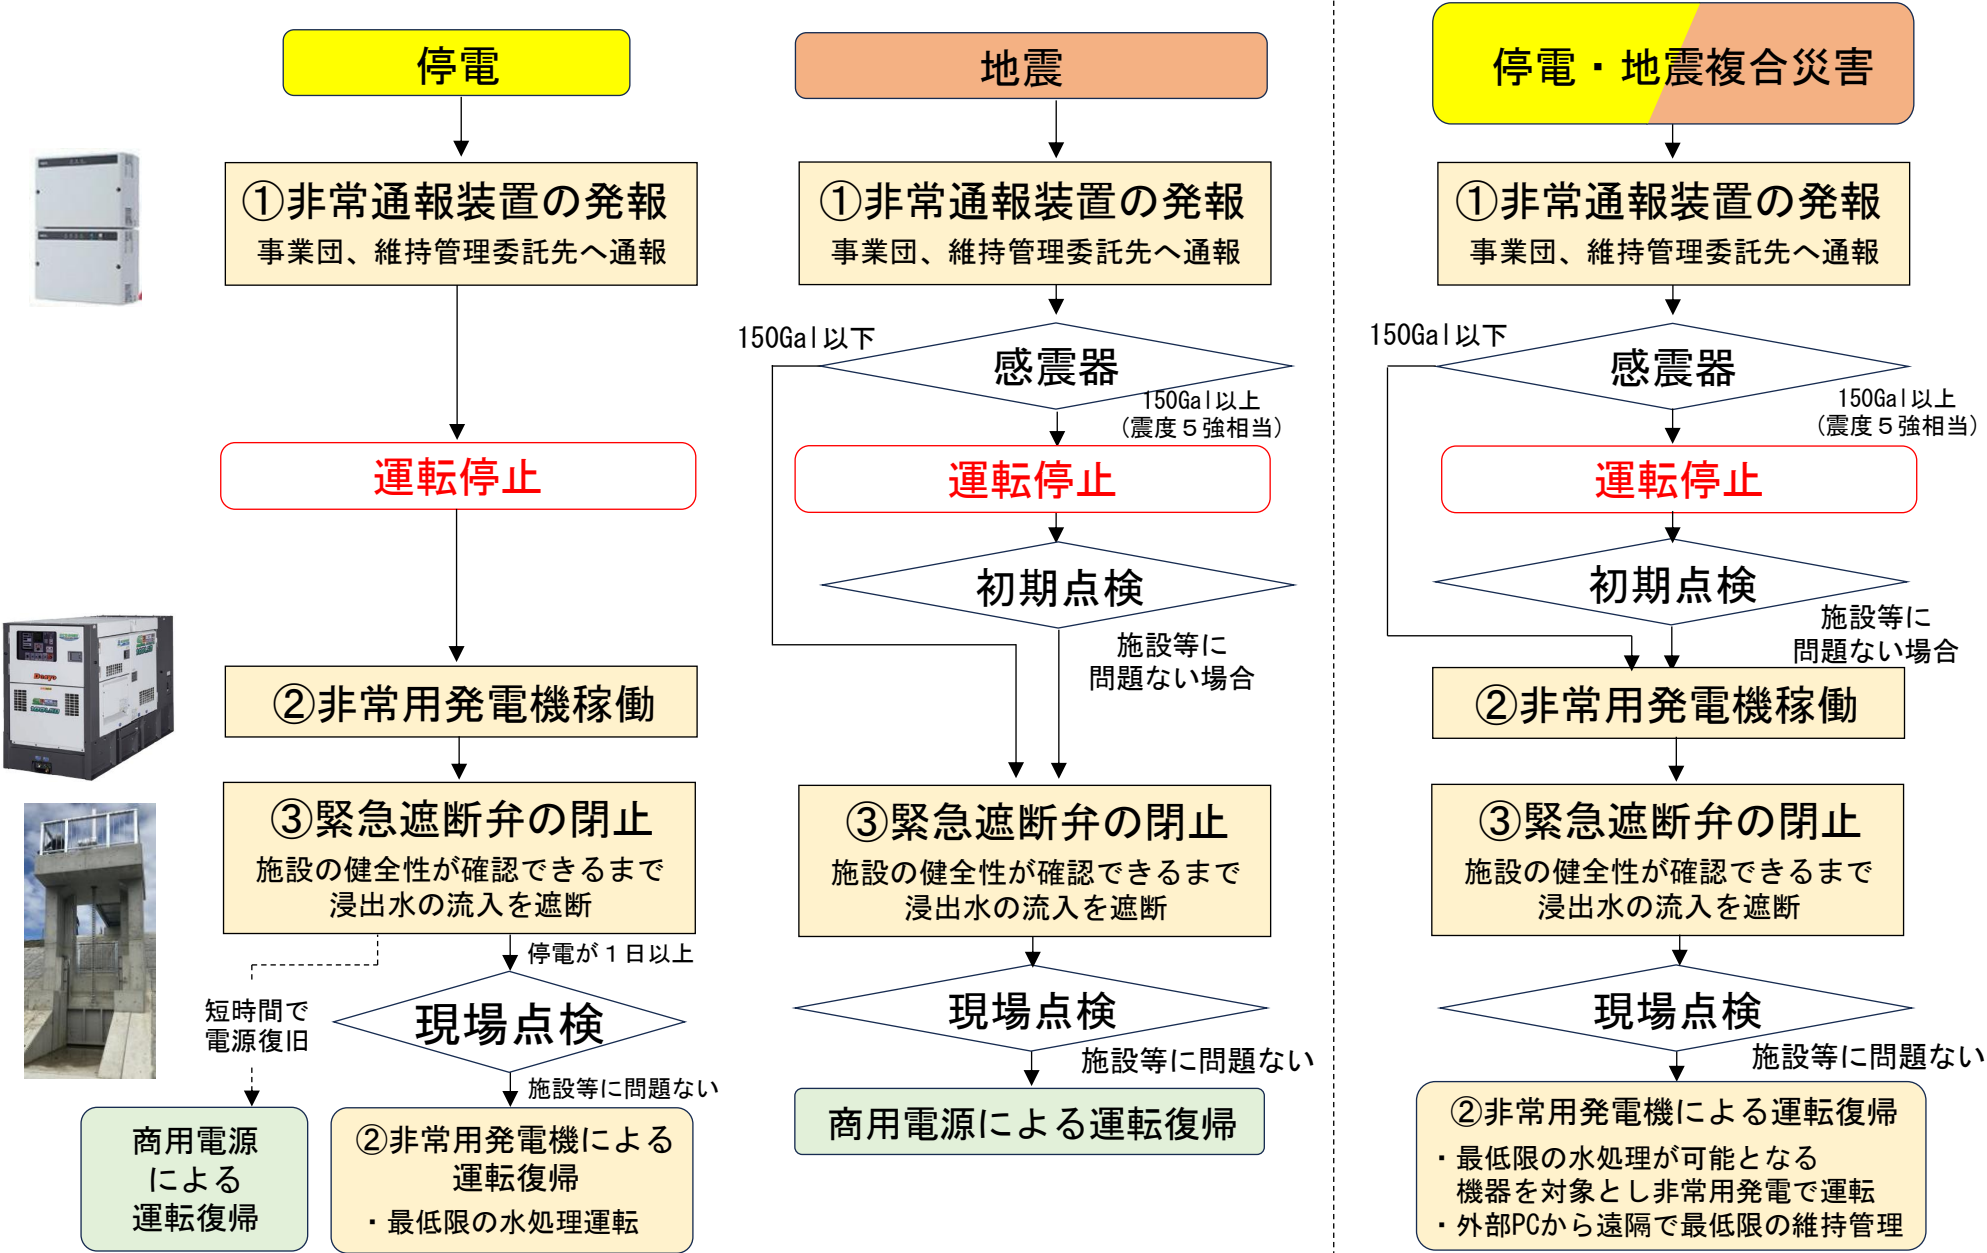 停電
①非常通報装置の発報
事業団、維持管理委託先へ通報
運転停止
②非常用発電機稼働
③緊急遮断弁の閉止
施設の健全性が確認できるまで
浸出水の流入を遮断
停電が1日以上
短時間で
電源復旧
現場点検
施設等に問題ない
商用電源
による
運転復帰
②非常用発電機による
運転復帰
・最低限の水処理運転
地震
①非常通報装置の発報
事業団、維持管理委託先へ通報
150Gal以下
感震器
150Gal以上
(震度5強相当)
運転停止
初期点検
施設等に
問題ない場合
③緊急遮断弁の閉止
施設の健全性が確認できるまで
浸出水の流入を遮断
現場点検
施設等に問題ない
商用電源による運転復帰
停電・地震複合災害
①非常通報装置の発報
事業団、維持管理委託先へ通報
150Gal以下
感震器
150Gal以上
(震度5強相当)
運転停止
初期点検
施設等に
問題ない場合
②非常用発電機稼働
③緊急遮断弁の閉止
施設の健全性が確認できるまで
浸出水の流入を遮断
現場点検
施設等に問題ない
②非常用発電機による運転復帰
・最低限の水処理が可能となる
機器を対象とし非常用発電で運転
・外部PCから遠隔で最低限の維持管理
Denyo